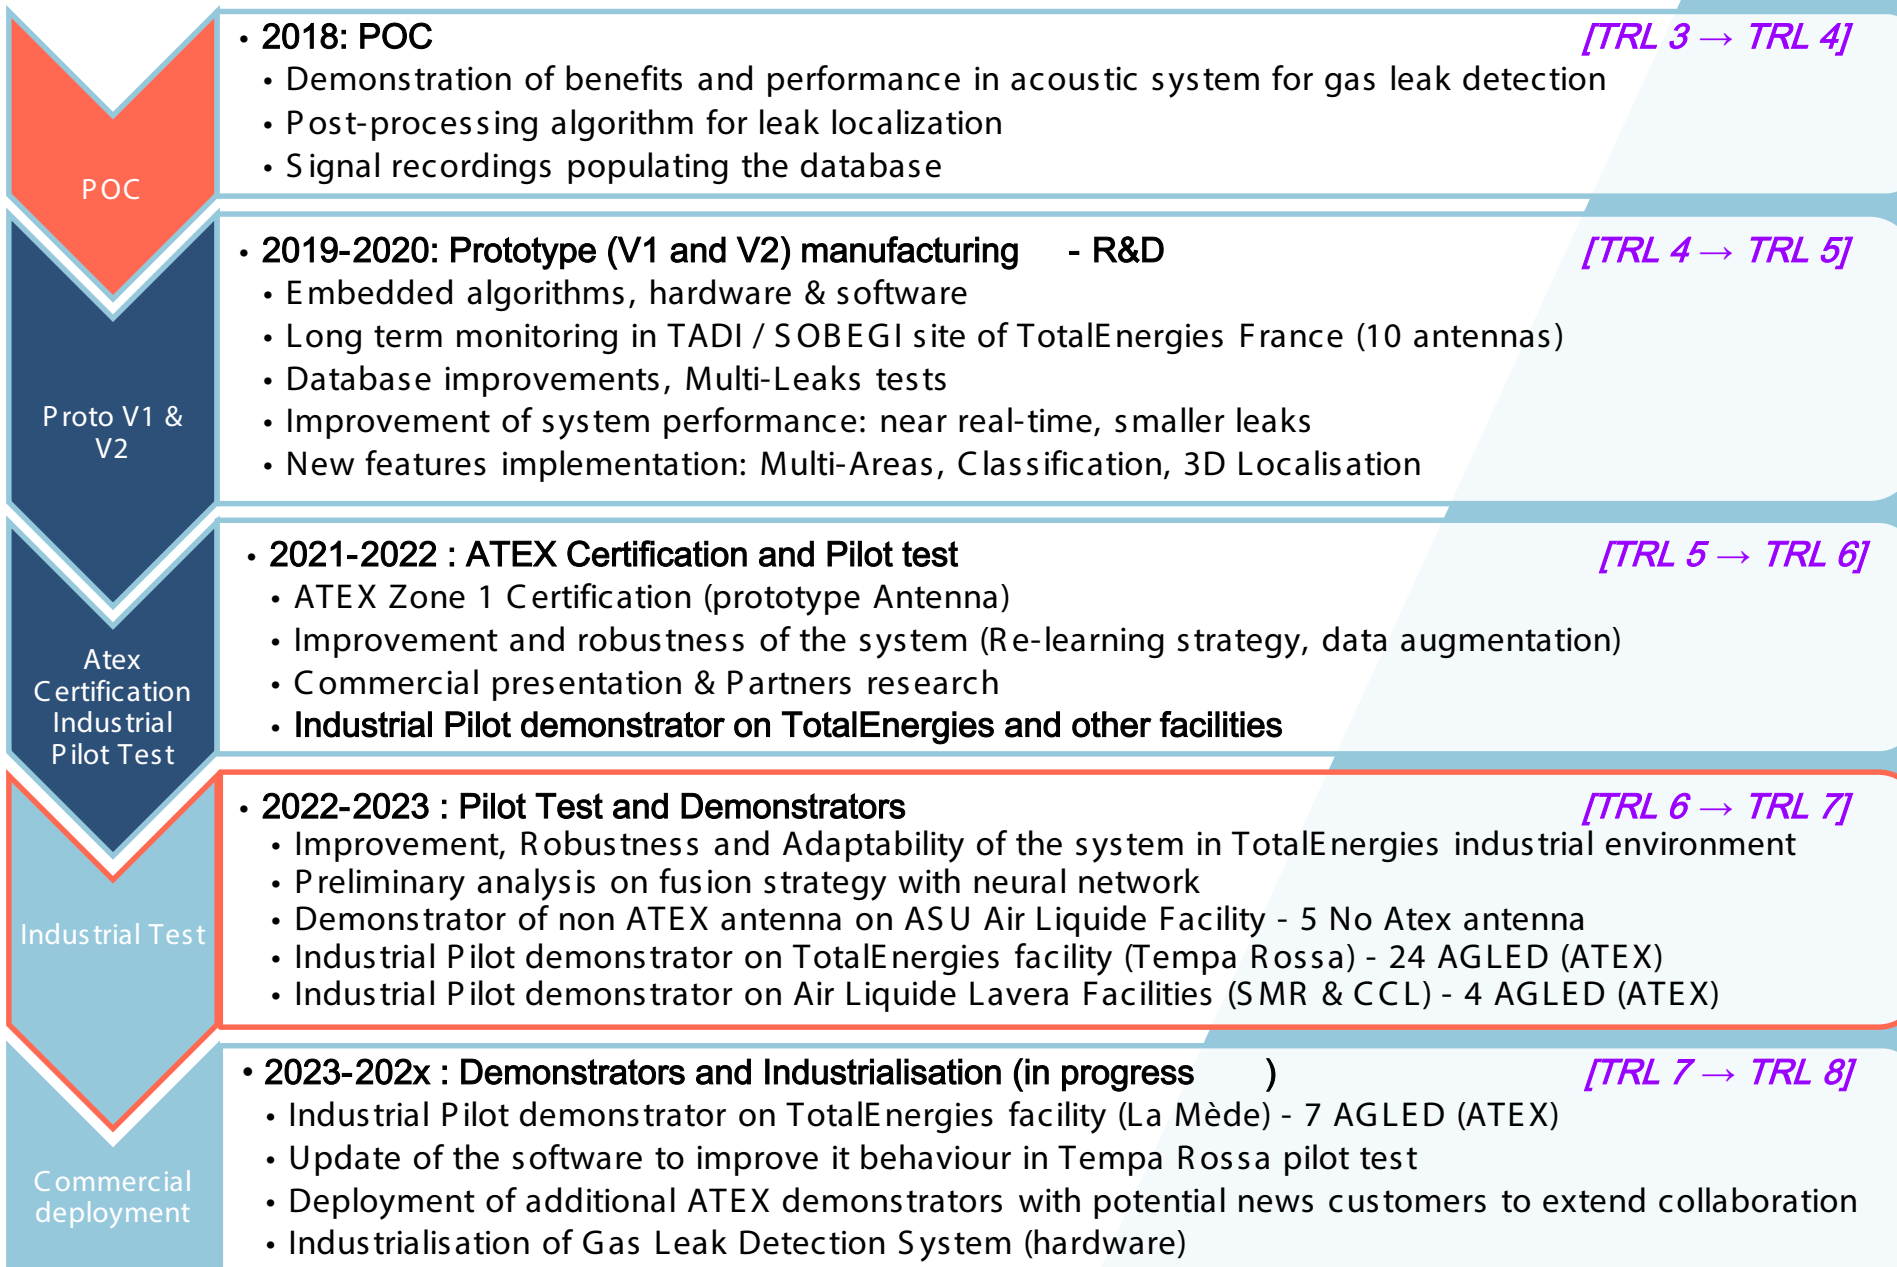 POC
• 2018: POC [TRL 3 → TRL 4]
• Demonstration of benefits and performance in acoustic system for gas leak detection
• Post-processing algorithm for leak localization
• Signal recordings populating the database
Proto V1 &
V2
• 2019-2020: Prototype (V1 and V2) manufacturing - R&D [TRL 4 → TRL 5]
• Embedded algorithms, hardware & software
• Long term monitoring in TADI / SOBEGI site of TotalEnergies France (10 antennas)
• Database improvements, Multi-Leaks tests
• Improvement of system performance: near real-time, smaller leaks
• New features implementation: Multi-Areas, Classification, 3D Localisation
Atex
Certification
Industrial
Pilot Test
• 2021-2022 : ATEX Certification and Pilot test [TRL 5 → TRL 6]
• ATEX Zone 1 Certification (prototype Antenna)
• Improvement and robustness of the system (Re-learning strategy, data augmentation)
• Commercial presentation & Partners research
• Industrial Pilot demonstrator on TotalEnergies and other facilities
Industrial Test
• 2022-2023 : Pilot Test and Demonstrators [TRL 6 → TRL 7]
• Improvement, Robustness and Adaptability of the system in TotalEnergies industrial environment
• Preliminary analysis on fusion strategy with neural network
• Demonstrator of non ATEX antenna on ASU Air Liquide Facility - 5 No Atex antenna
• Industrial Pilot demonstrator on TotalEnergies facility (Tempa Rossa) - 24 AGLED (ATEX)
• Industrial Pilot demonstrator on Air Liquide Lavera Facilities (SMR & CCL) - 4 AGLED (ATEX)
Commercial
deployment
• 2023-202x : Demonstrators and Industrialisation (in progress ) [TRL 7 → TRL 8]
• Industrial Pilot demonstrator on TotalEnergies facility (La Mède) - 7 AGLED (ATEX)
• Update of the software to improve it behaviour in Tempa Rossa pilot test
• Deployment of additional ATEX demonstrators with potential news customers to extend collaboration
• Industrialisation of Gas Leak Detection System (hardware)